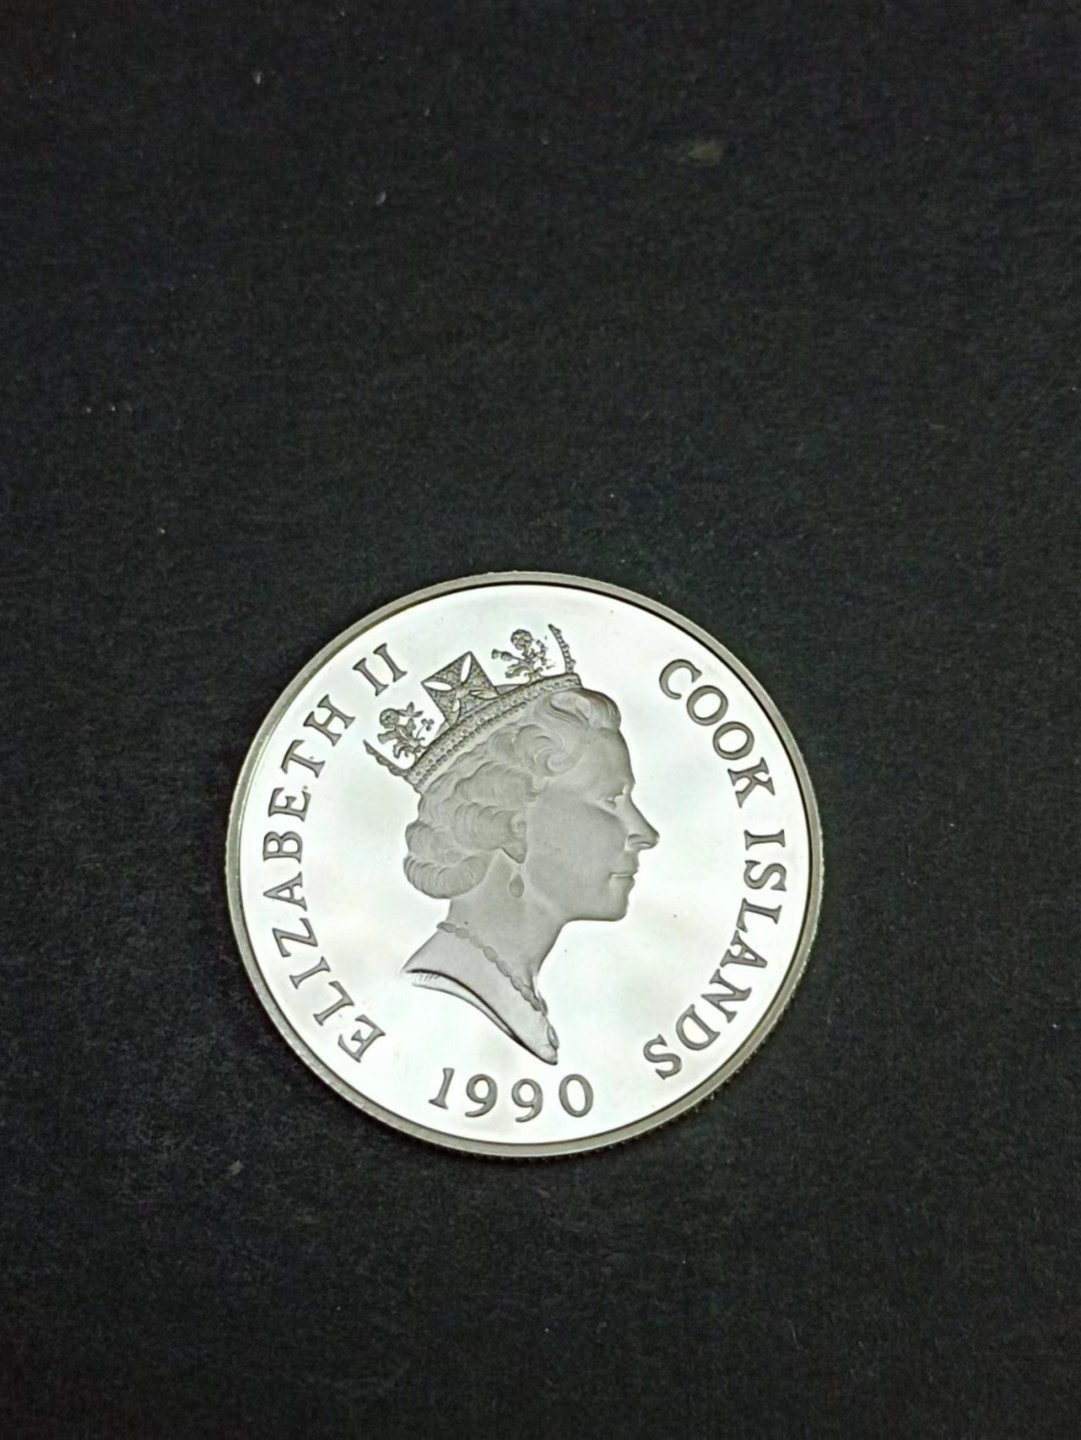 ELIZABETH II
COOK ISLANDS
1990